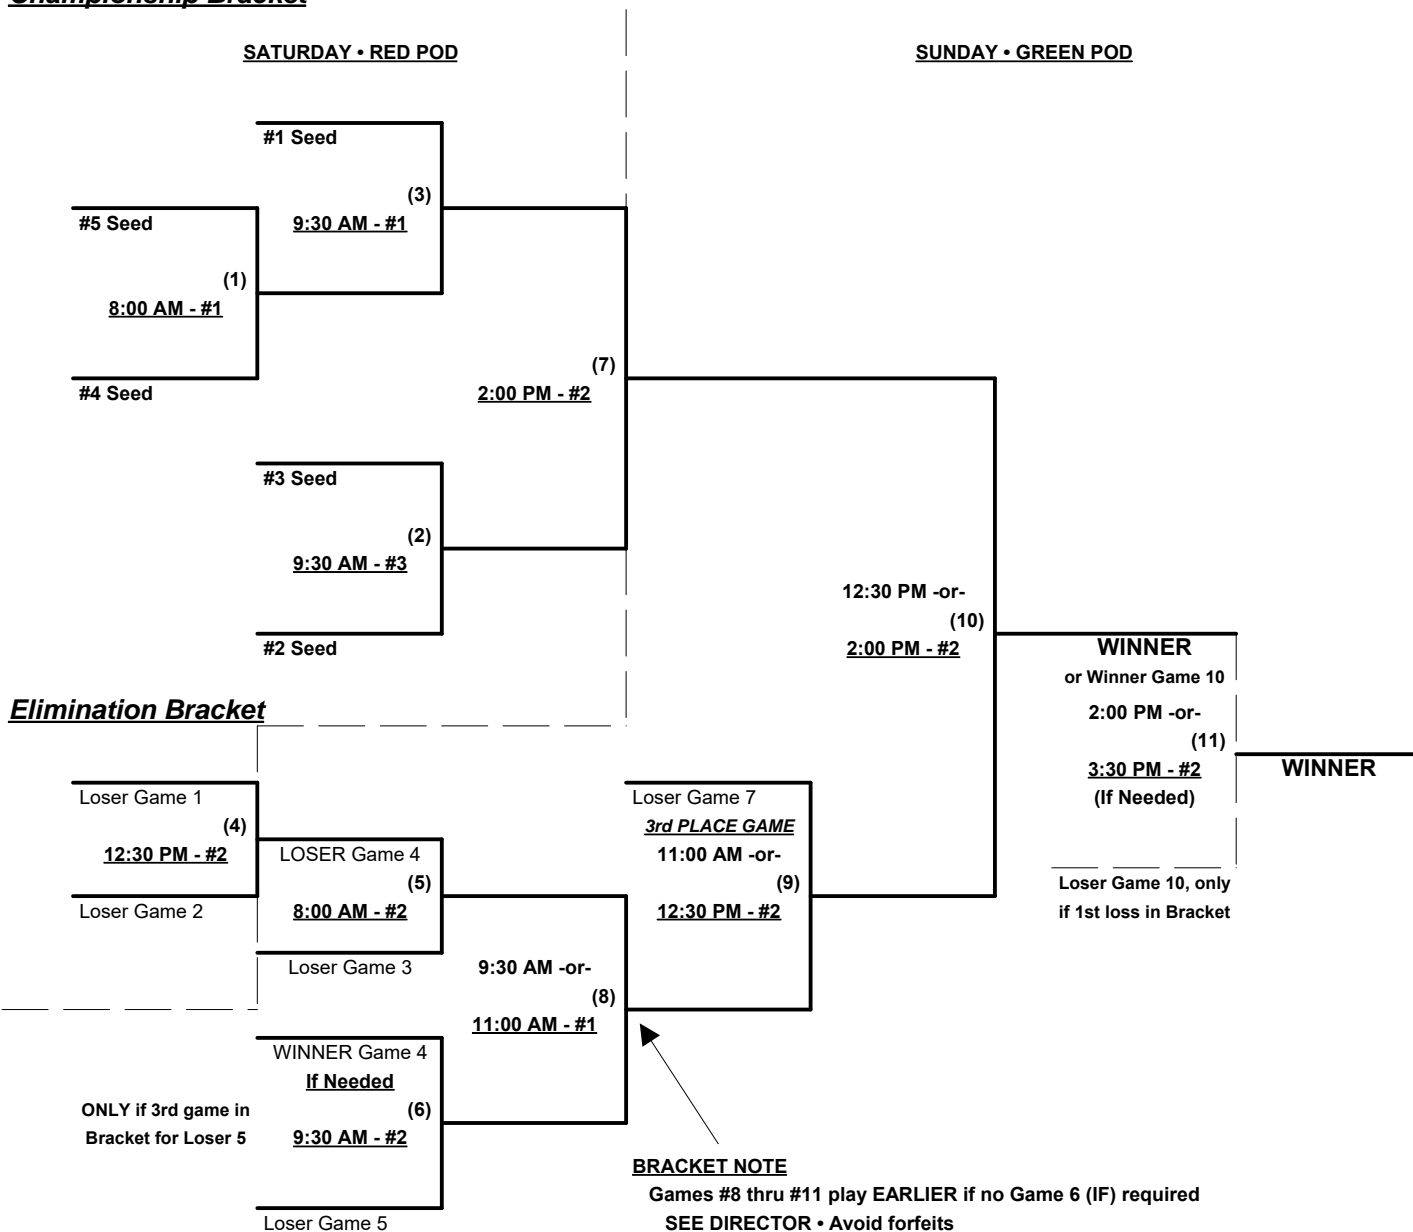 Championship Bracket
SATURDAY • RED POD
SUNDAY • GREEN POD
#1 Seed
(3)
9:30 AM - #1
#5 Seed
(1)
8:00 AM - #1
#4 Seed
(7)
2:00 PM - #2
#3 Seed
(2)
9:30 AM - #3
#2 Seed
12:30 PM -or-
(10)
2:00 PM - #2
WINNER
or Winner Game 10
2:00 PM -or-
(11)
3:30 PM - #2
(If Needed)
WINNER
Loser Game 10, only
if 1st loss in Bracket
Elimination Bracket
Loser Game 1
(4)
12:30 PM - #2
Loser Game 2
LOSER Game 4
(5)
8:00 AM - #2
Loser Game 3
Loser Game 7
3rd PLACE GAME
11:00 AM -or-
(9)
12:30 PM - #2
9:30 AM -or-
(8)
11:00 AM - #1
WINNER Game 4
If Needed
(6)
9:30 AM - #2
ONLY if 3rd game in
Bracket for Loser 5
Loser Game 5
BRACKET NOTE
Games #8 thru #11 play EARLIER if no Game 6 (IF) required
SEE DIRECTOR • Avoid forfeits